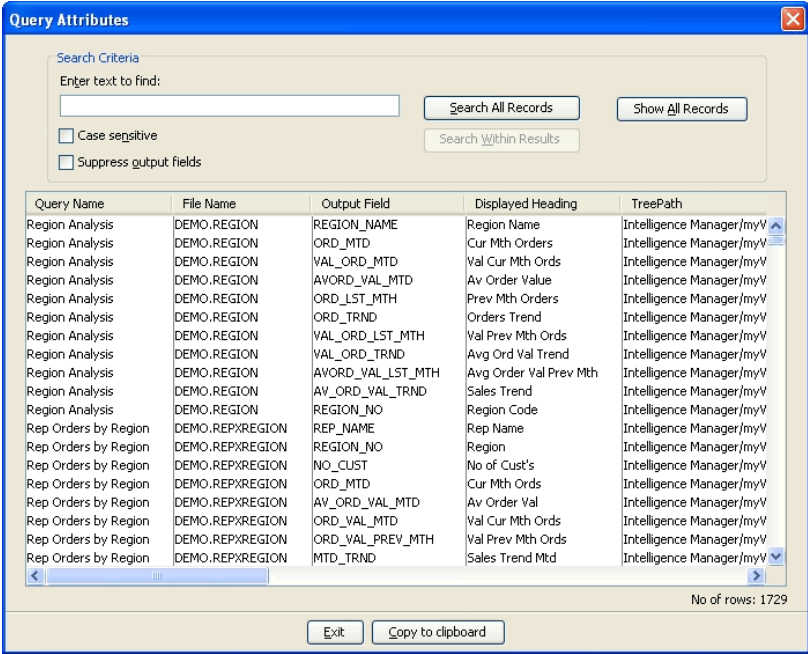 Query Attributes
Search Criteria
Enter text to find:
Search All Records
Show All Records
Case sensitive
Search Within Results
Suppress output fields
Query Name File Name Output Field Displayed Heading TreePath
Region Analysis DEMO.REGION REGION_NAME Region Name Intelligence Manager/myV
Region Analysis DEMO.REGION ORD_MTD Cur Mth Orders Intelligence Manager/myV
Region Analysis DEMO.REGION VAL_ORD_MTD Val Cur Mth Ords Intelligence Manager/myV
Region Analysis DEMO.REGION AVORD_VAL_MTD Av Order Value Intelligence Manager/myV
Region Analysis DEMO.REGION ORD_LST_MTH Prev Mth Orders Intelligence Manager/myV
Region Analysis DEMO.REGION ORD_TRND Orders Trend Intelligence Manager/myV
Region Analysis DEMO.REGION VAL_ORD_LST_MTH Val Prev Mth Ords Intelligence Manager/myV
Region Analysis DEMO.REGION VAL_ORD_TRND Avg Ord Val Trend Intelligence Manager/myV
Region Analysis DEMO.REGION AVORD_VAL_LST_MTH Avg Order Val Prev Mth Intelligence Manager/myV
Region Analysis DEMO.REGION AV_ORD_VAL_TRND Sales Trend Intelligence Manager/myV
Region Analysis DEMO.REGION REGION_NO Region Code Intelligence Manager/myV
Rep Orders by Region DEMO.REPXREGION REP_NAME Rep Name Intelligence Manager/myV
Rep Orders by Region DEMO.REPXREGION REGION_NO Region Intelligence Manager/myV
Rep Orders by Region DEMO.REPXREGION NO_CUST No of Cust's Intelligence Manager/myV
Rep Orders by Region DEMO.REPXREGION ORD_MTD Cur Mth Ords Intelligence Manager/myV
Rep Orders by Region DEMO.REPXREGION AV_ORD_VAL_MTD Av Order Val Intelligence Manager/myV
Rep Orders by Region DEMO.REPXREGION ORD_VAL_MTD Val Cur Mth Ords Intelligence Manager/myV
Rep Orders by Region DEMO.REPXREGION ORD_VAL_PREV_MTH Val Prev Mth Ords Intelligence Manager/myV
Rep Orders by Region DEMO.REPXREGION MTD_TRND Sales Trend Mtd Intelligence Manager/myV
No of rows: 1729
Exit
Copy to clipboard